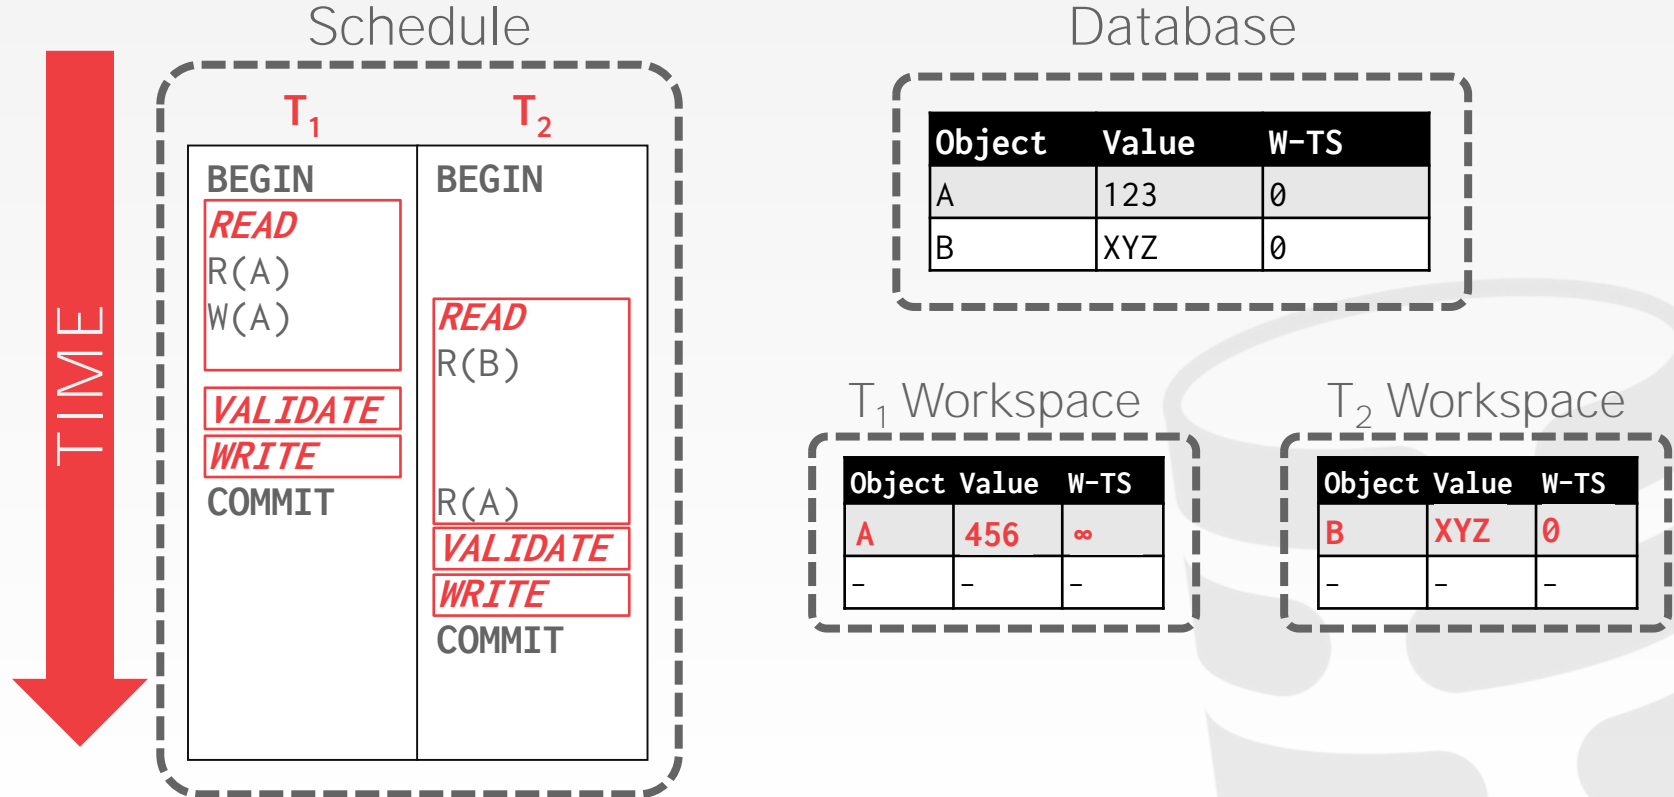 Schedule
TIME
T1 T2
BEGIN
READ
R(A)
W(A)
VALIDATE
WRITE
COMMIT
BEGIN
READ
R(B)
R(A)
VALIDATE
WRITE
COMMIT
Database
Object Value W-TS
A 123 0
B XYZ 0
T1 Workspace
Object Value W-TS
A 456 ∞
- - -
T2 Workspace
Object Value W-TS
B XYZ 0
- - -